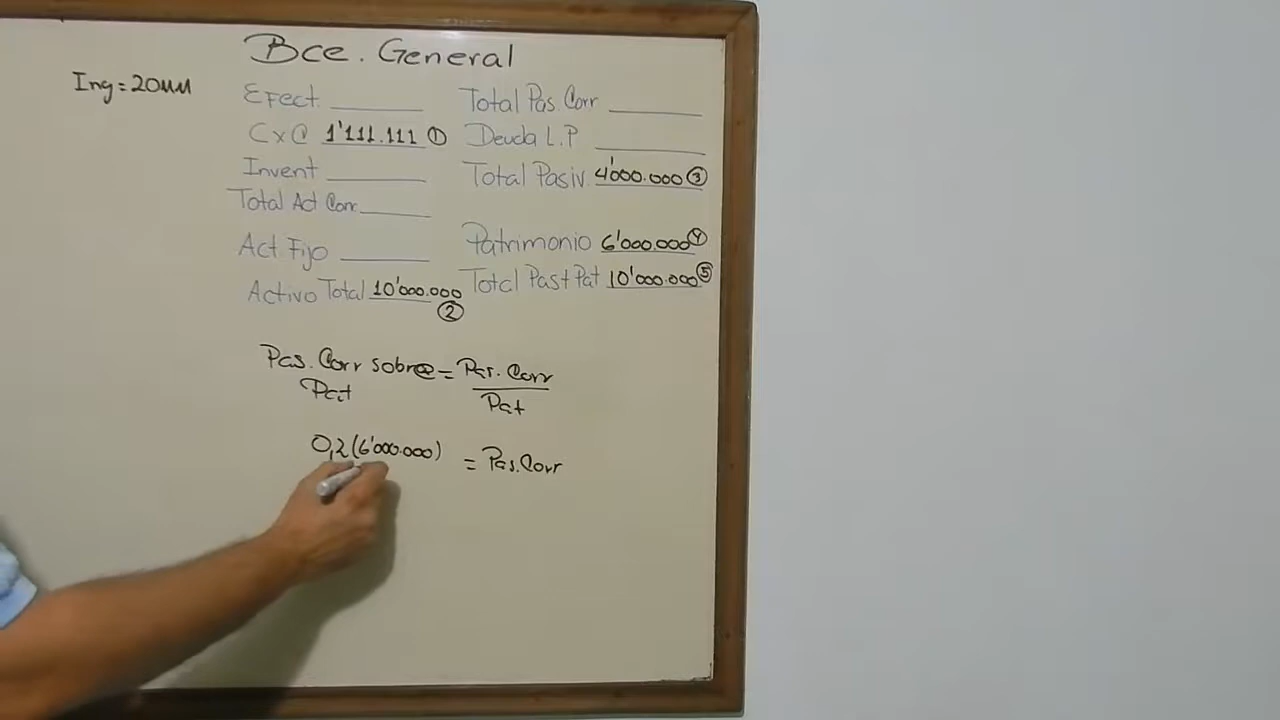 Bce. General
Ing = 20MM
Efect. ______ Total Pas Corr ______
CxC 1'111.111 ① Deuda L.P ______
Invent ______ Total Pasiv. 4'000.000 ③
Total Act Corr ______
Act Fijo ______ Patrimonio 6'000.000 ④
Activo Total 10'000.000 ② Total Pas+Pat 10'000.000 ⑤
Pas. Corr sobre = Pas. Corr
Pat Pat
0,2(6'000.000) = Pas. Corr